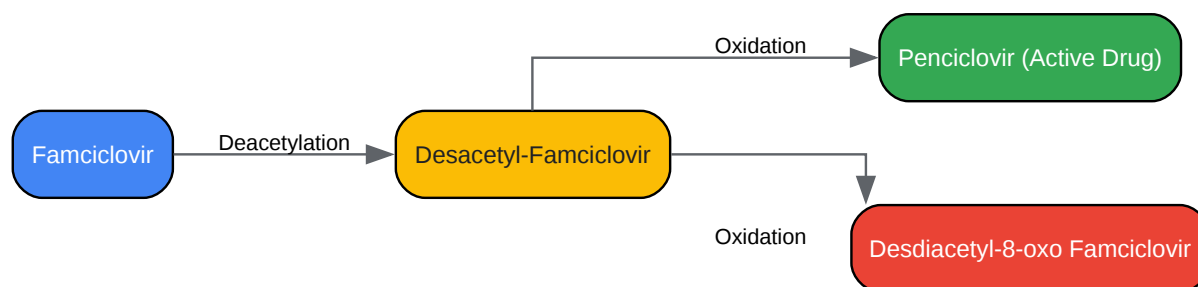 Oxidation
Penciclovir (Active Drug)
Famciclovir
Deacetylation
Desacetyl-Famciclovir
Oxidation
Desdiacetyl-8-oxo Famciclovir